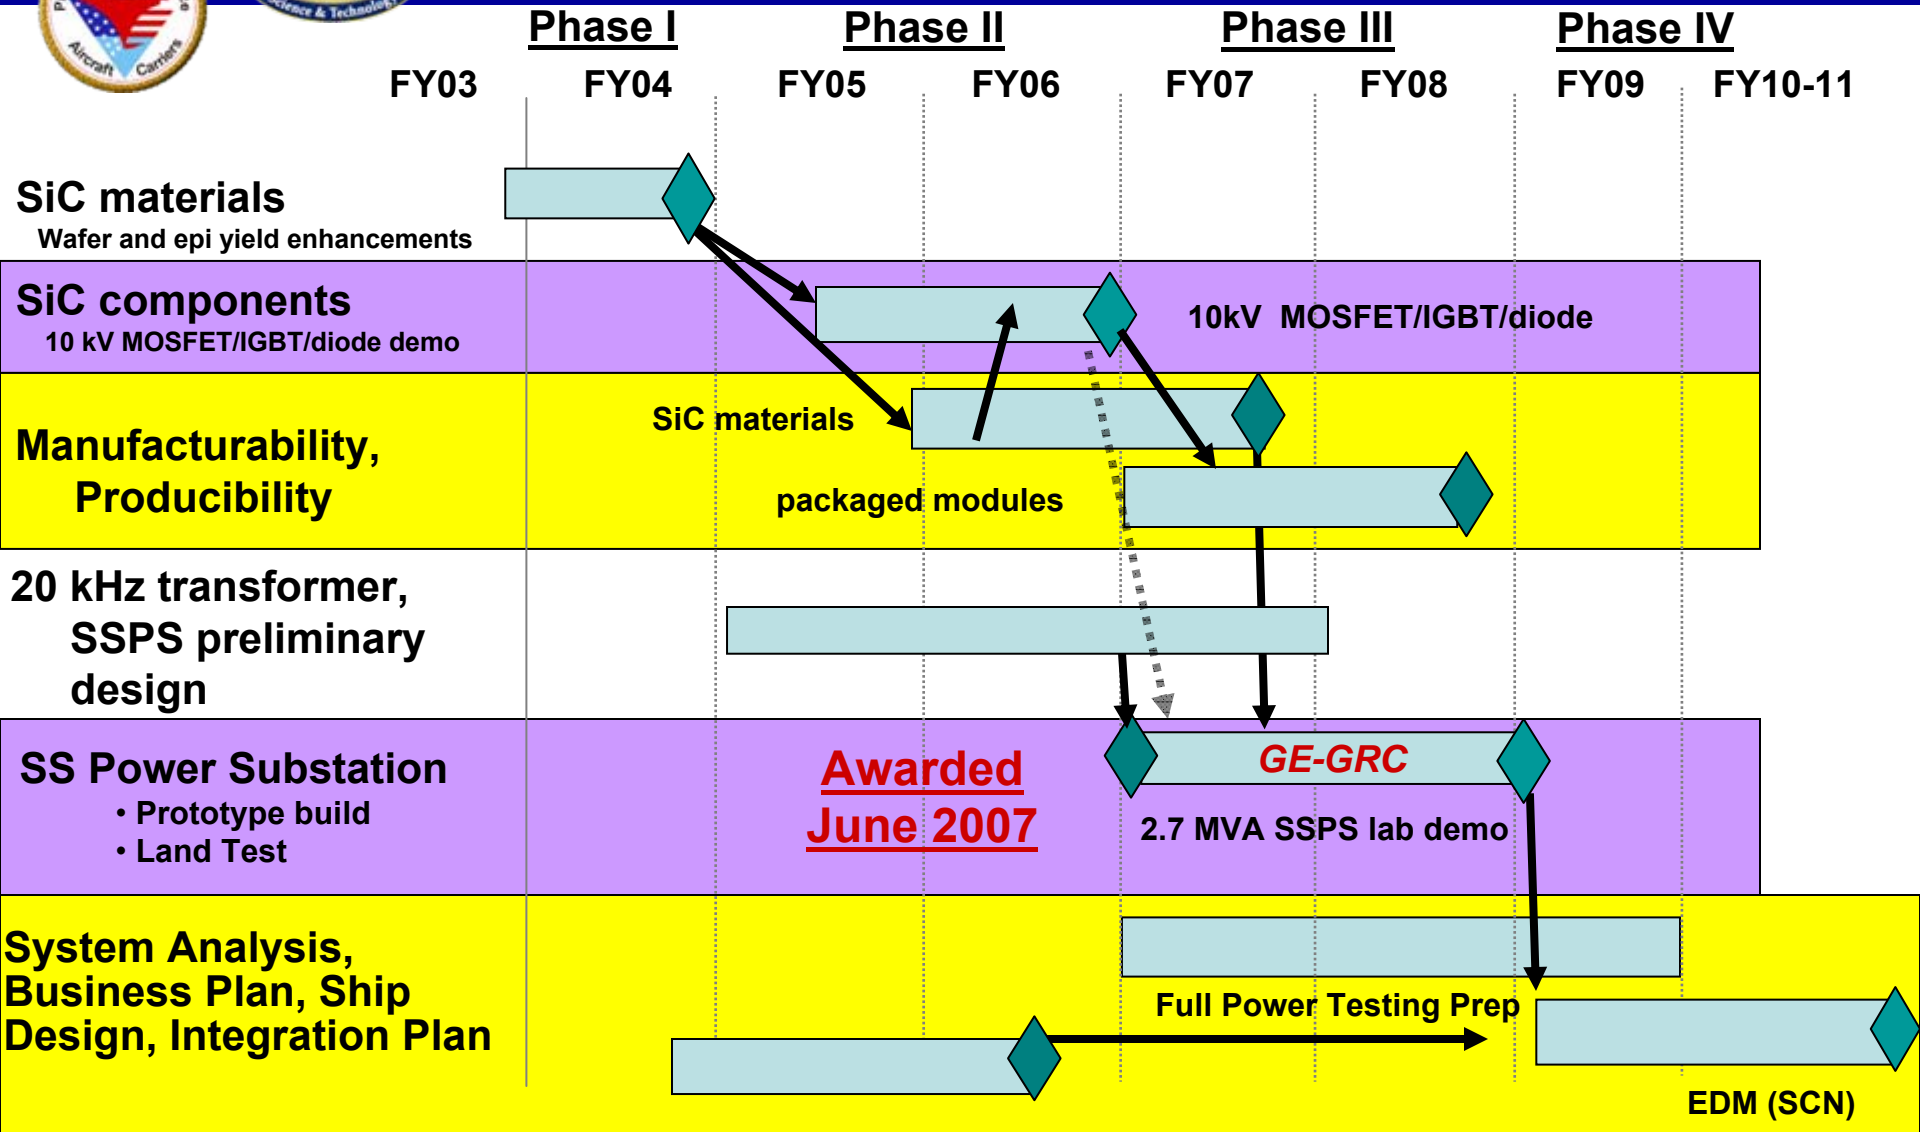 Science & Technology
Aircraft Carriers
Phase I Phase II Phase III Phase IV
FY03 FY04 FY05 FY06 FY07 FY08 FY09 FY10-11
SiC materials
Wafer and epi yield enhancements
SiC components
10 kV MOSFET/IGBT/diode demo
10kV MOSFET/IGBT/diode
Manufacturability,
Producibility
SiC materials
packaged modules
20 kHz transformer,
SSPS preliminary
design
SS Power Substation
• Prototype build
• Land Test
Awarded
June 2007
GE-GRC
2.7 MVA SSPS lab demo
System Analysis,
Business Plan, Ship
Design, Integration Plan
Full Power Testing Prep
EDM (SCN)